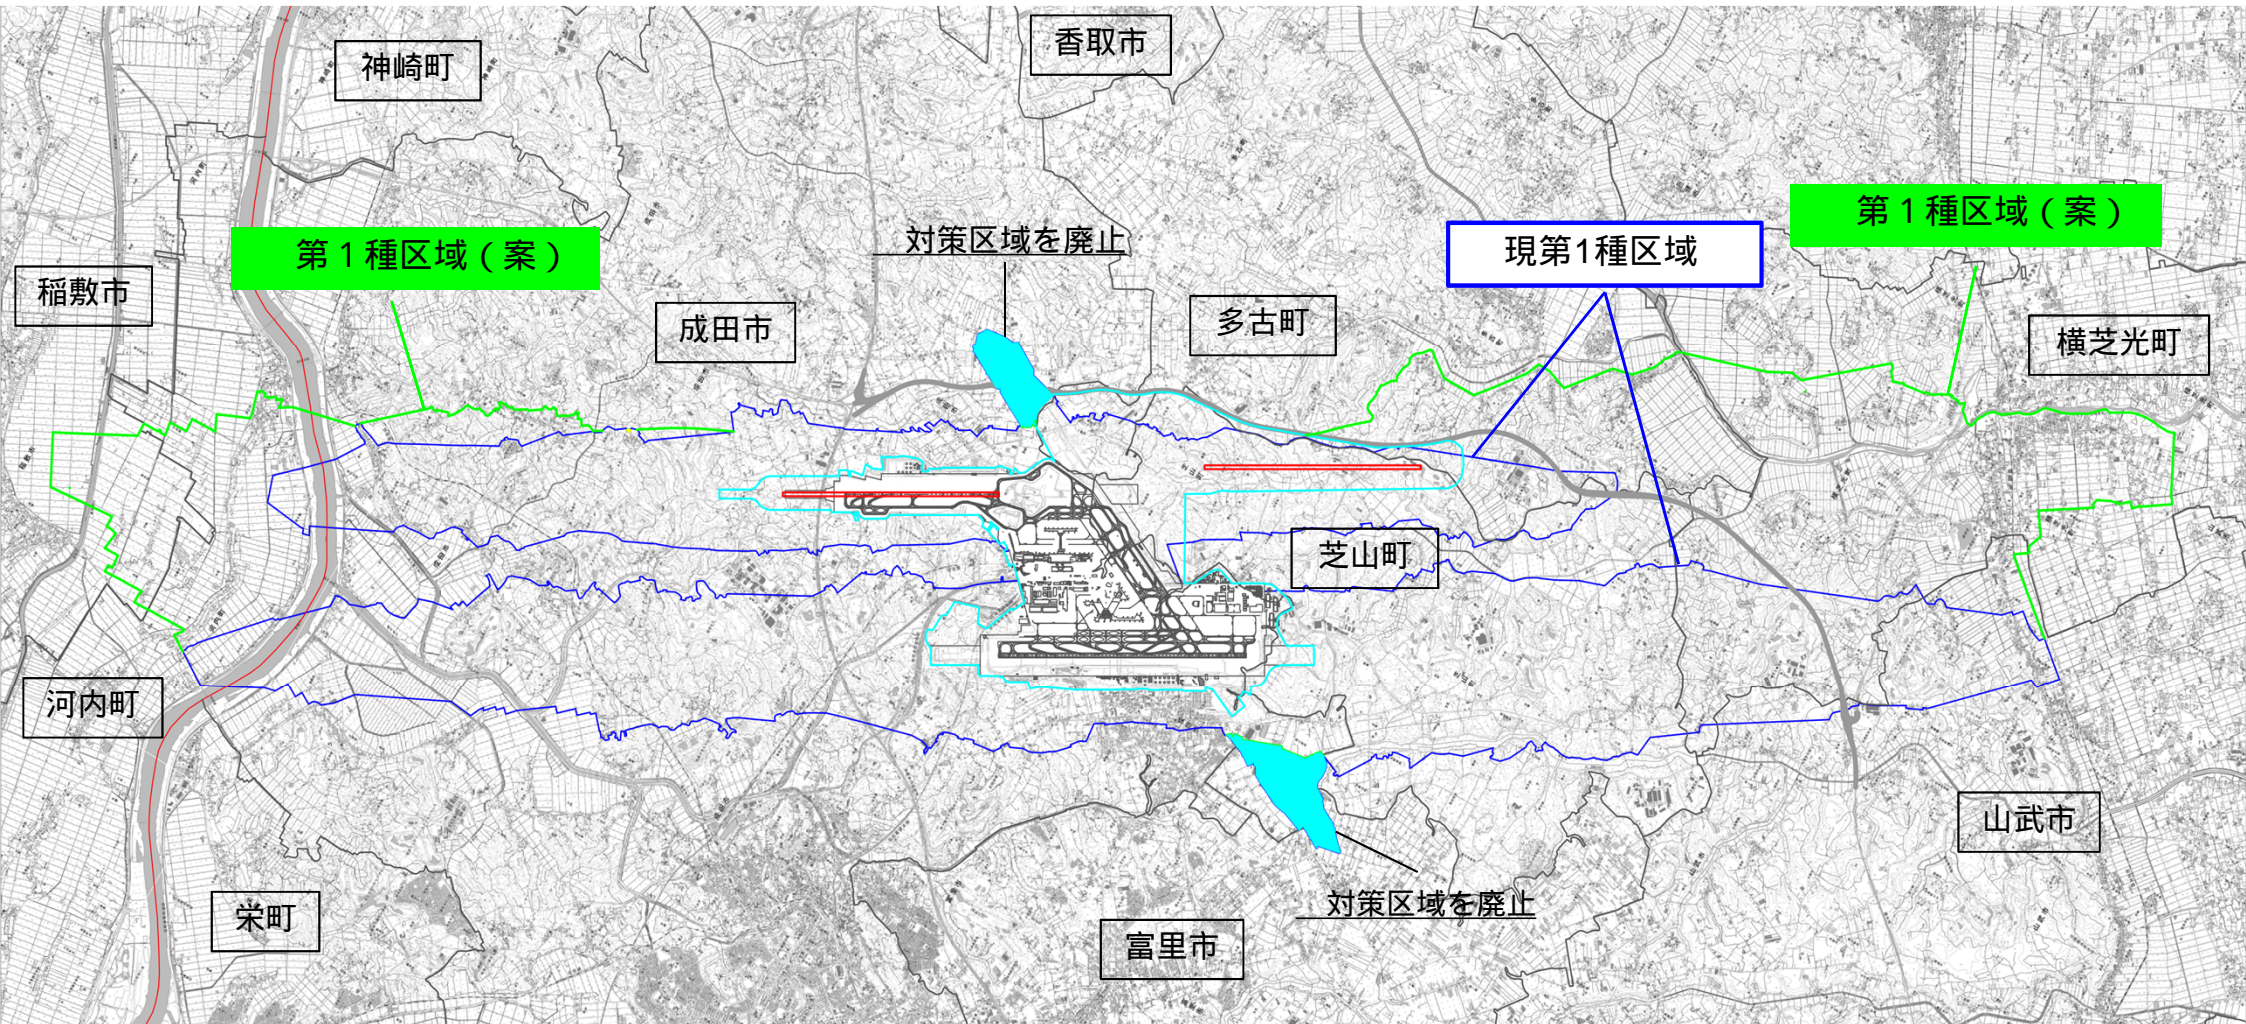 香取市
神崎町
第１種区域（案）
対策区域を廃止
現第1種区域
第１種区域（案）
稲敷市
成田市
多古町
横芝光町
芝山町
河内町
山武市
対策区域を廃止
栄町
富里市